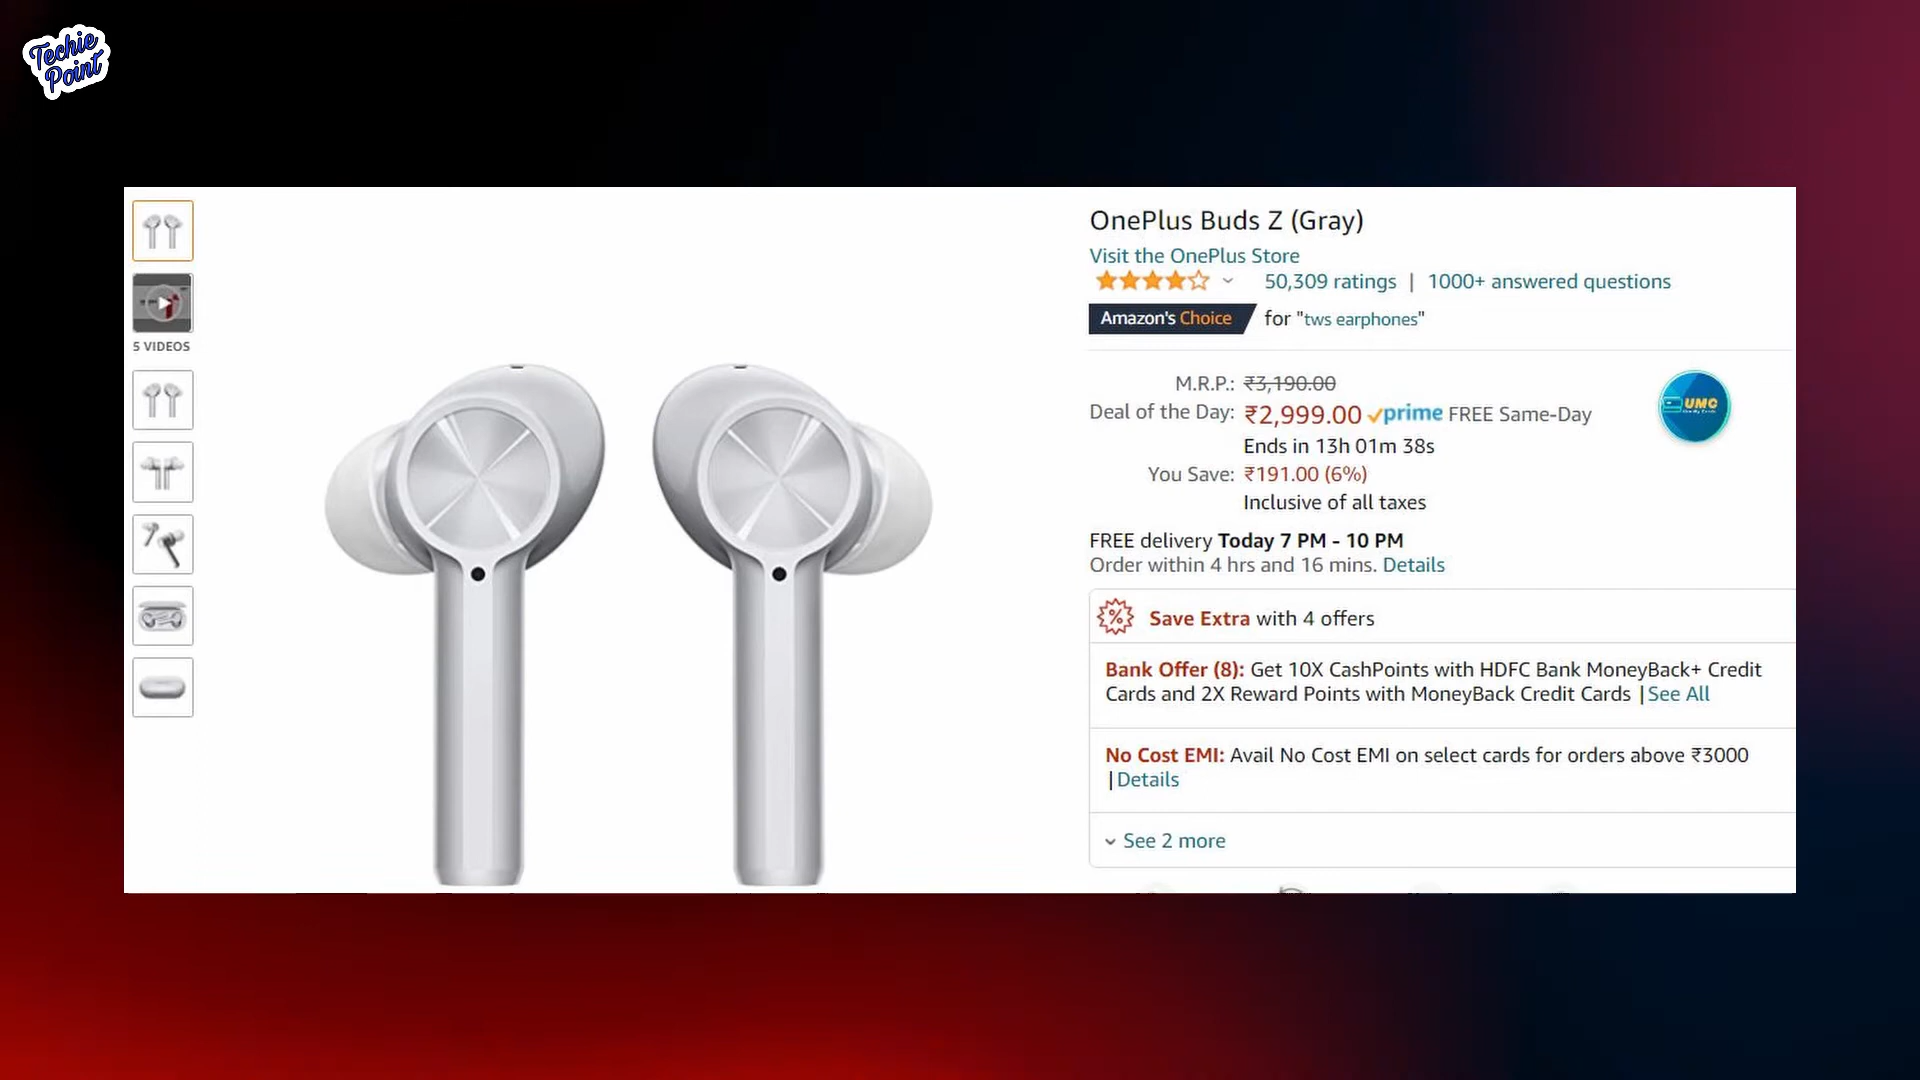 Techie
Point
5 VIDEOS
OnePlus Buds Z (Gray)
Visit the OnePlus Store
50,309 ratings | 1000+ answered questions
Amazon's Choice for "tws earphones"
M.R.P.: ₹3,190.00
Deal of the Day: ₹2,999.00 prime FREE Same-Day
Ends in 13h 01m 38s
You Save: ₹191.00 (6%)
Inclusive of all taxes
UMC
FREE delivery Today 7 PM - 10 PM
Order within 4 hrs and 16 mins. Details
Save Extra with 4 offers
Bank Offer (8): Get 10X CashPoints with HDFC Bank MoneyBack+ Credit
Cards and 2X Reward Points with MoneyBack Credit Cards | See All
No Cost EMI: Avail No Cost EMI on select cards for orders above ₹3000
| Details
See 2 more